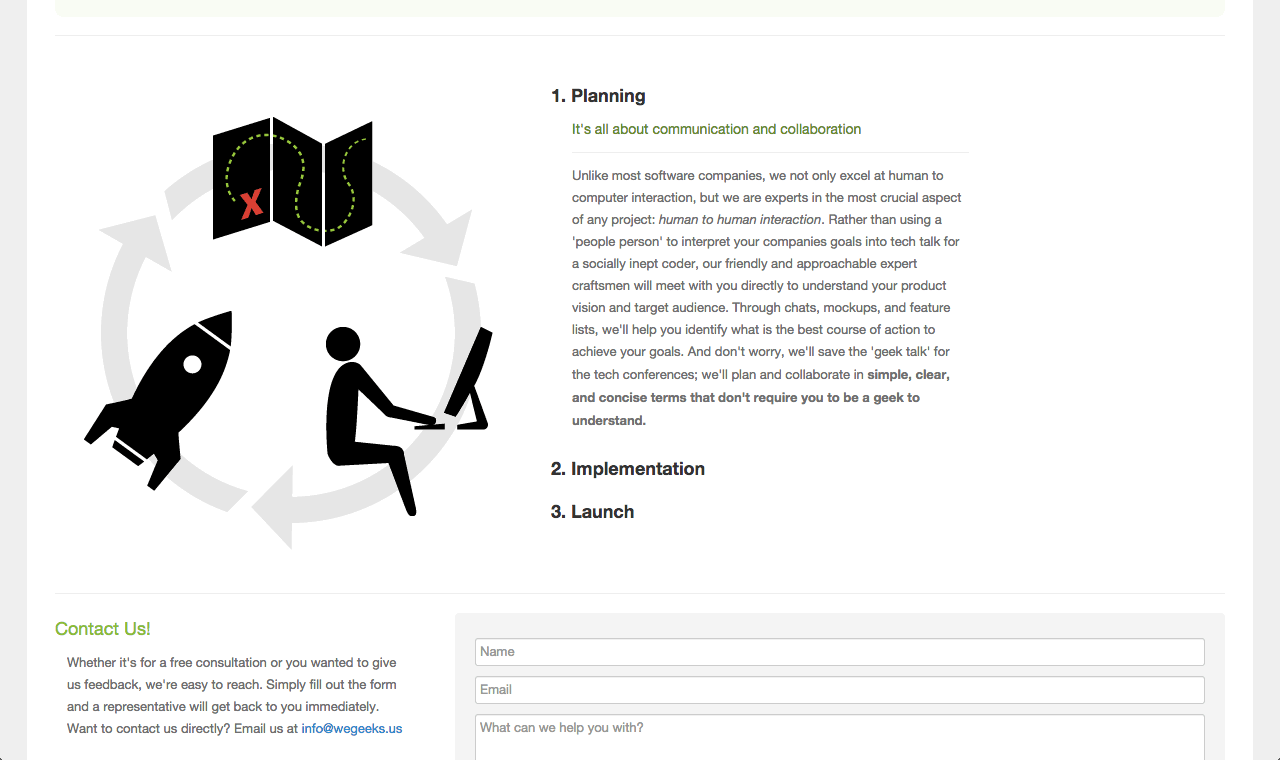 X
1. Planning
It's all about communication and collaboration
Unlike most software companies, we not only excel at human to
computer interaction, but we are experts in the most crucial aspect
of any project: human to human interaction. Rather than using a
'people person' to interpret your companies goals into tech talk for
a socially inept coder, our friendly and approachable expert
craftsmen will meet with you directly to understand your product
vision and target audience. Through chats, mockups, and feature
lists, we'll help you identify what is the best course of action to
achieve your goals. And don't worry, we'll save the 'geek talk' for
the tech conferences; we'll plan and collaborate in simple, clear,
and concise terms that don't require you to be a geek to
understand.
2. Implementation
3. Launch
Contact Us!
Whether it's for a free consultation or you wanted to give
us feedback, we're easy to reach. Simply fill out the form
and a representative will get back to you immediately.
Want to contact us directly? Email us at info@wegeeks.us
Name
Email
What can we help you with?